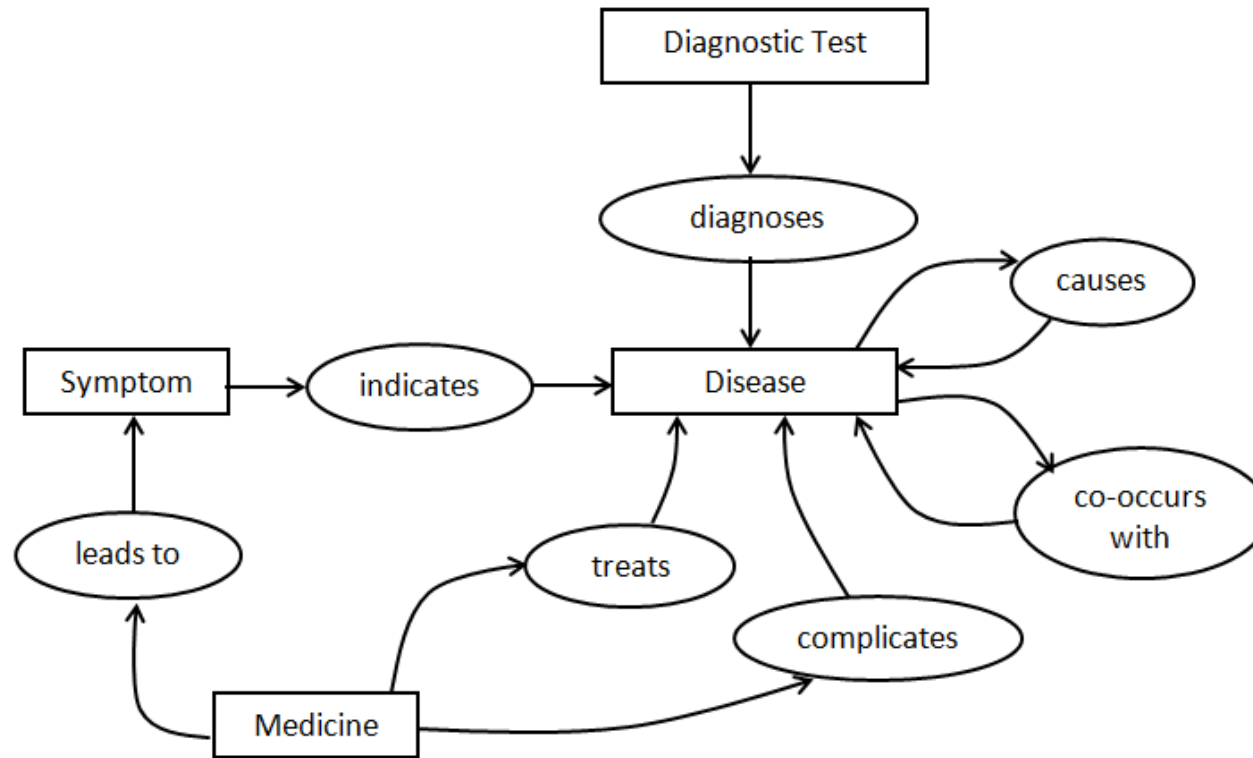 Diagnostic Test
diagnoses
causes
Symptom
indicates
Disease
co-occurs
with
leads to
treats
complicates
Medicine